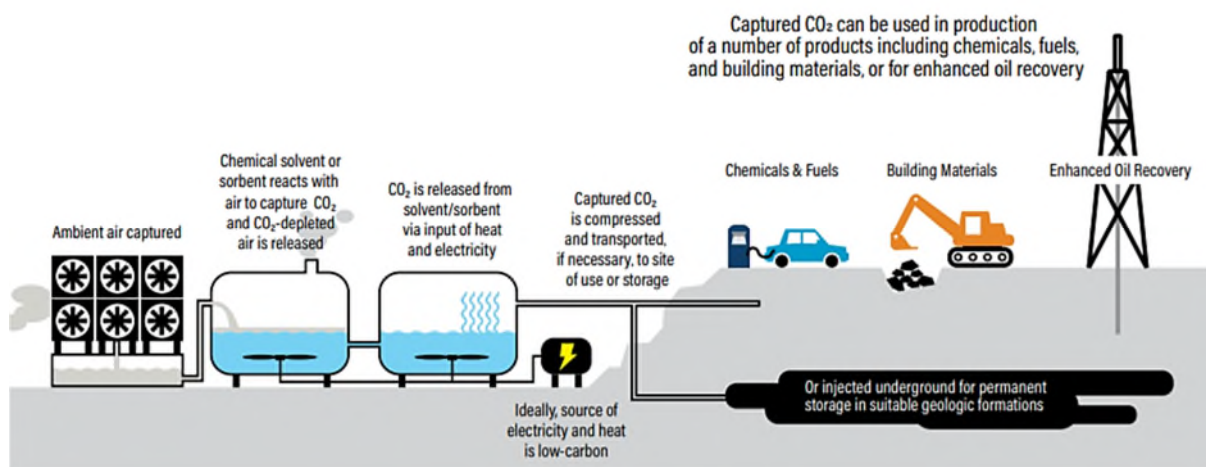 Captured CO₂ can be used in production
of a number of products including chemicals, fuels,
and building materials, or for enhanced oil recovery
Ambient air captured
Chemical solvent or
sorbent reacts with
air to capture CO₂
and CO₂-depleted
air is released
CO₂ is released from
solvent/sorbent
via input of heat
and electricity
Captured CO₂
is compressed
and transported,
if necessary, to site
of use or storage
Chemicals & Fuels
Building Materials
Enhanced Oil Recovery
Ideally, source of
electricity and heat
is low-carbon
Or injected underground for permanent
storage in suitable geologic formations